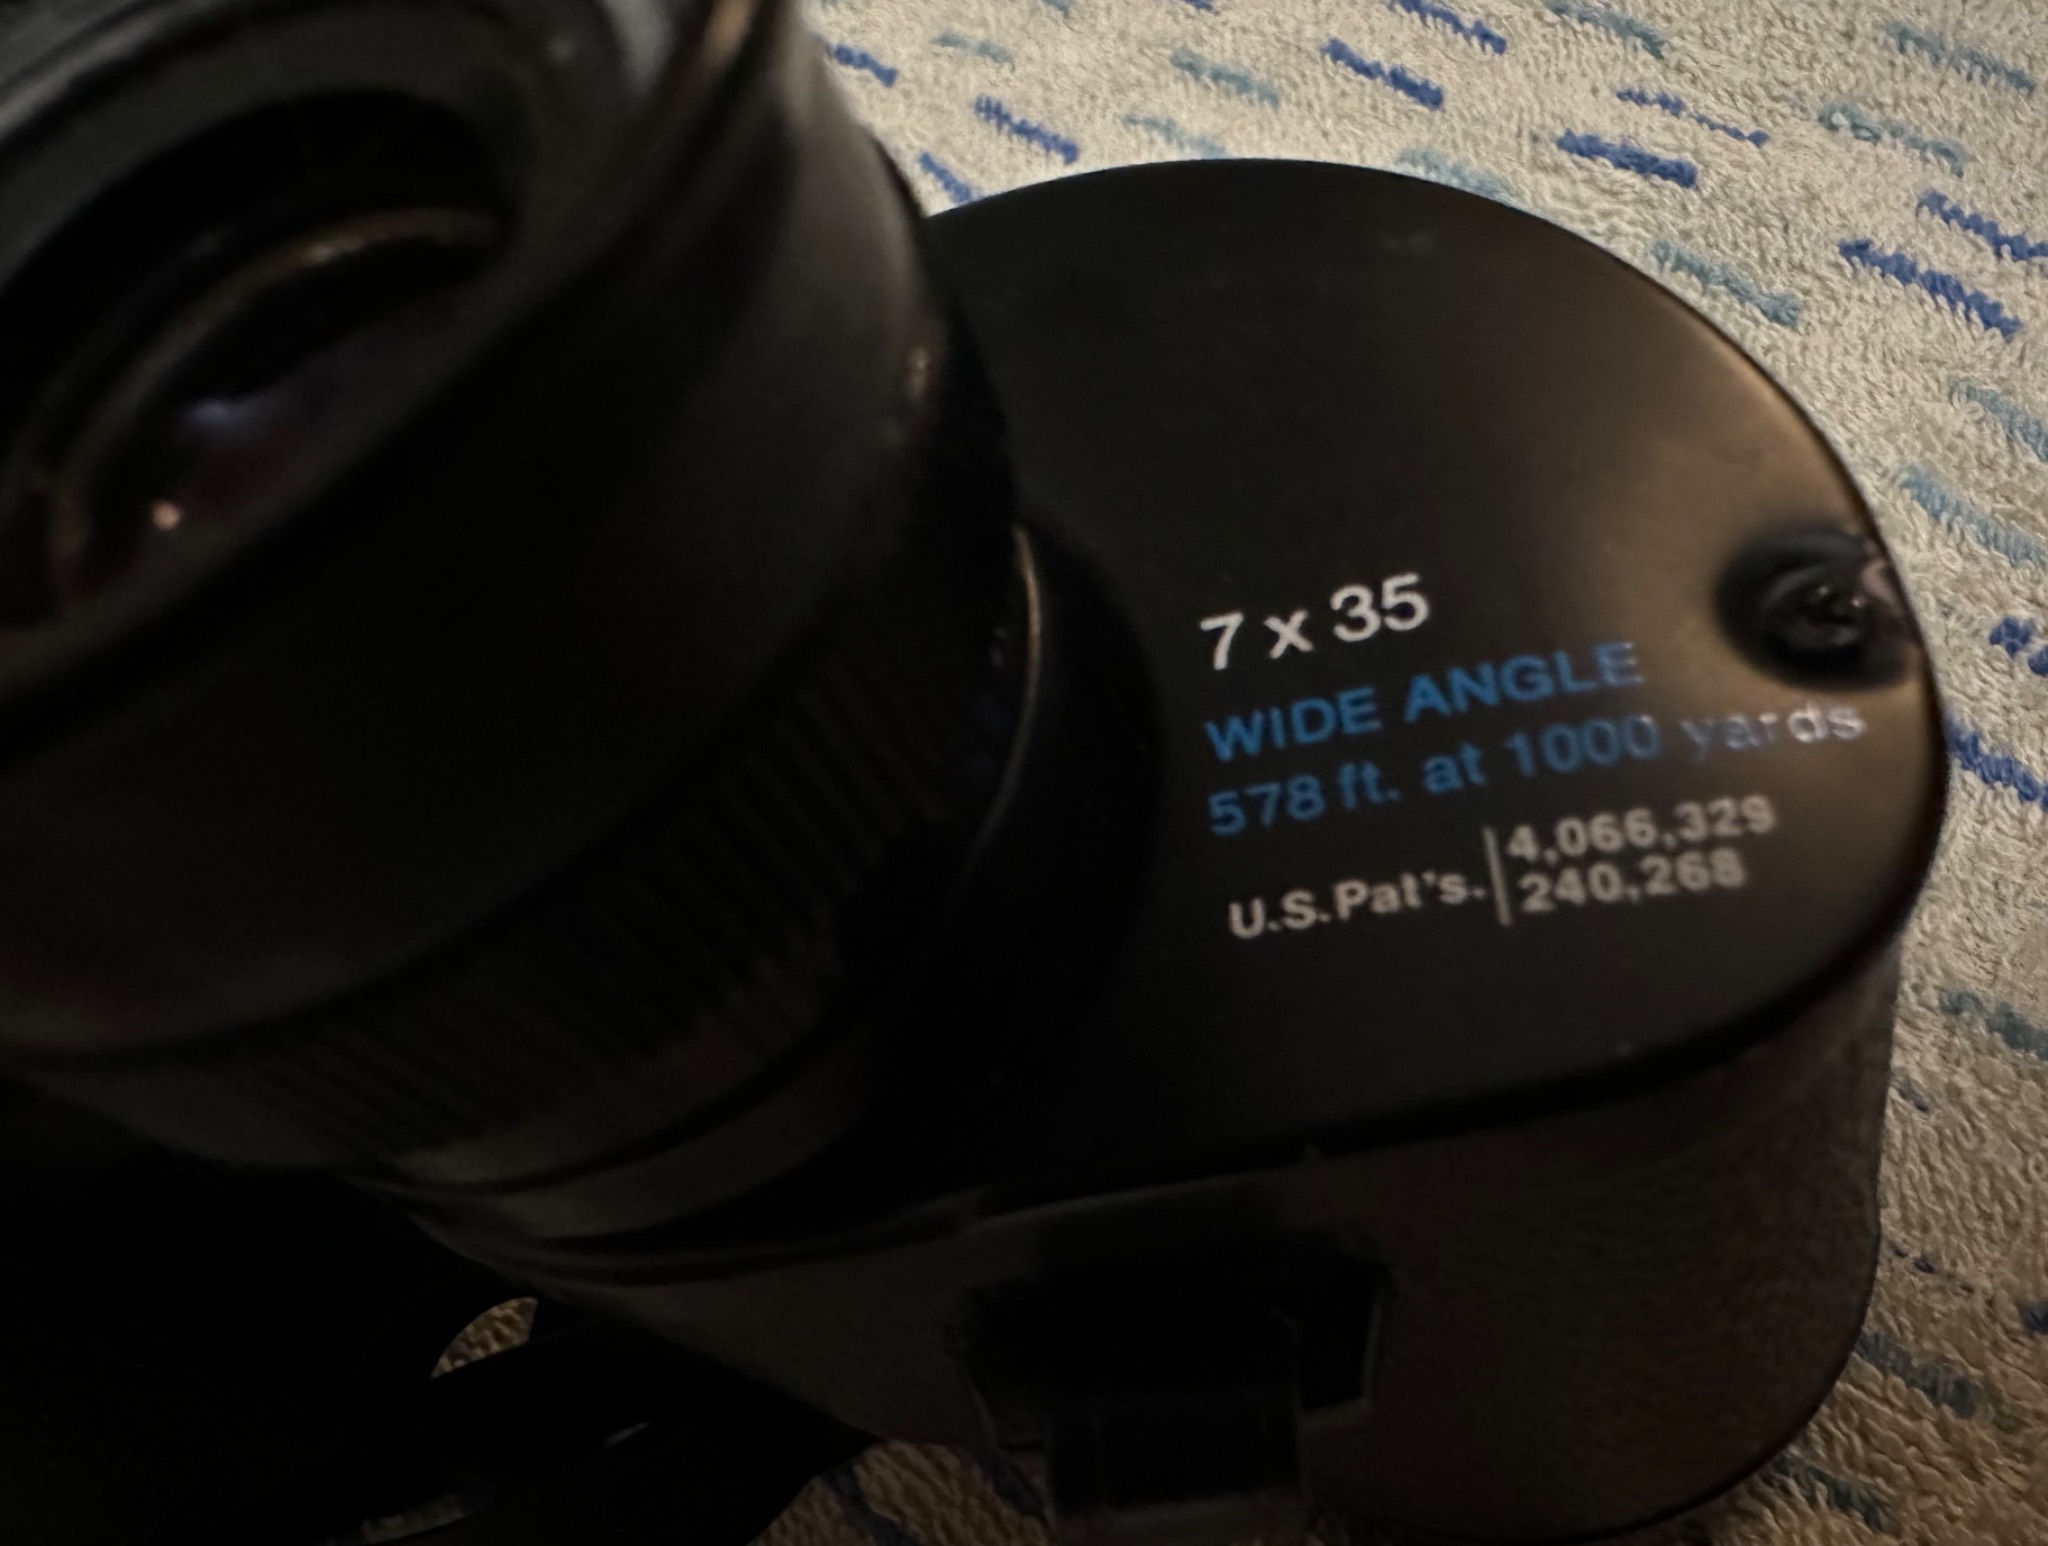 7 x 35
WIDE ANGLE
578 ft. at 1000 yards
U.S. Pat's. 4,066,329
240,268